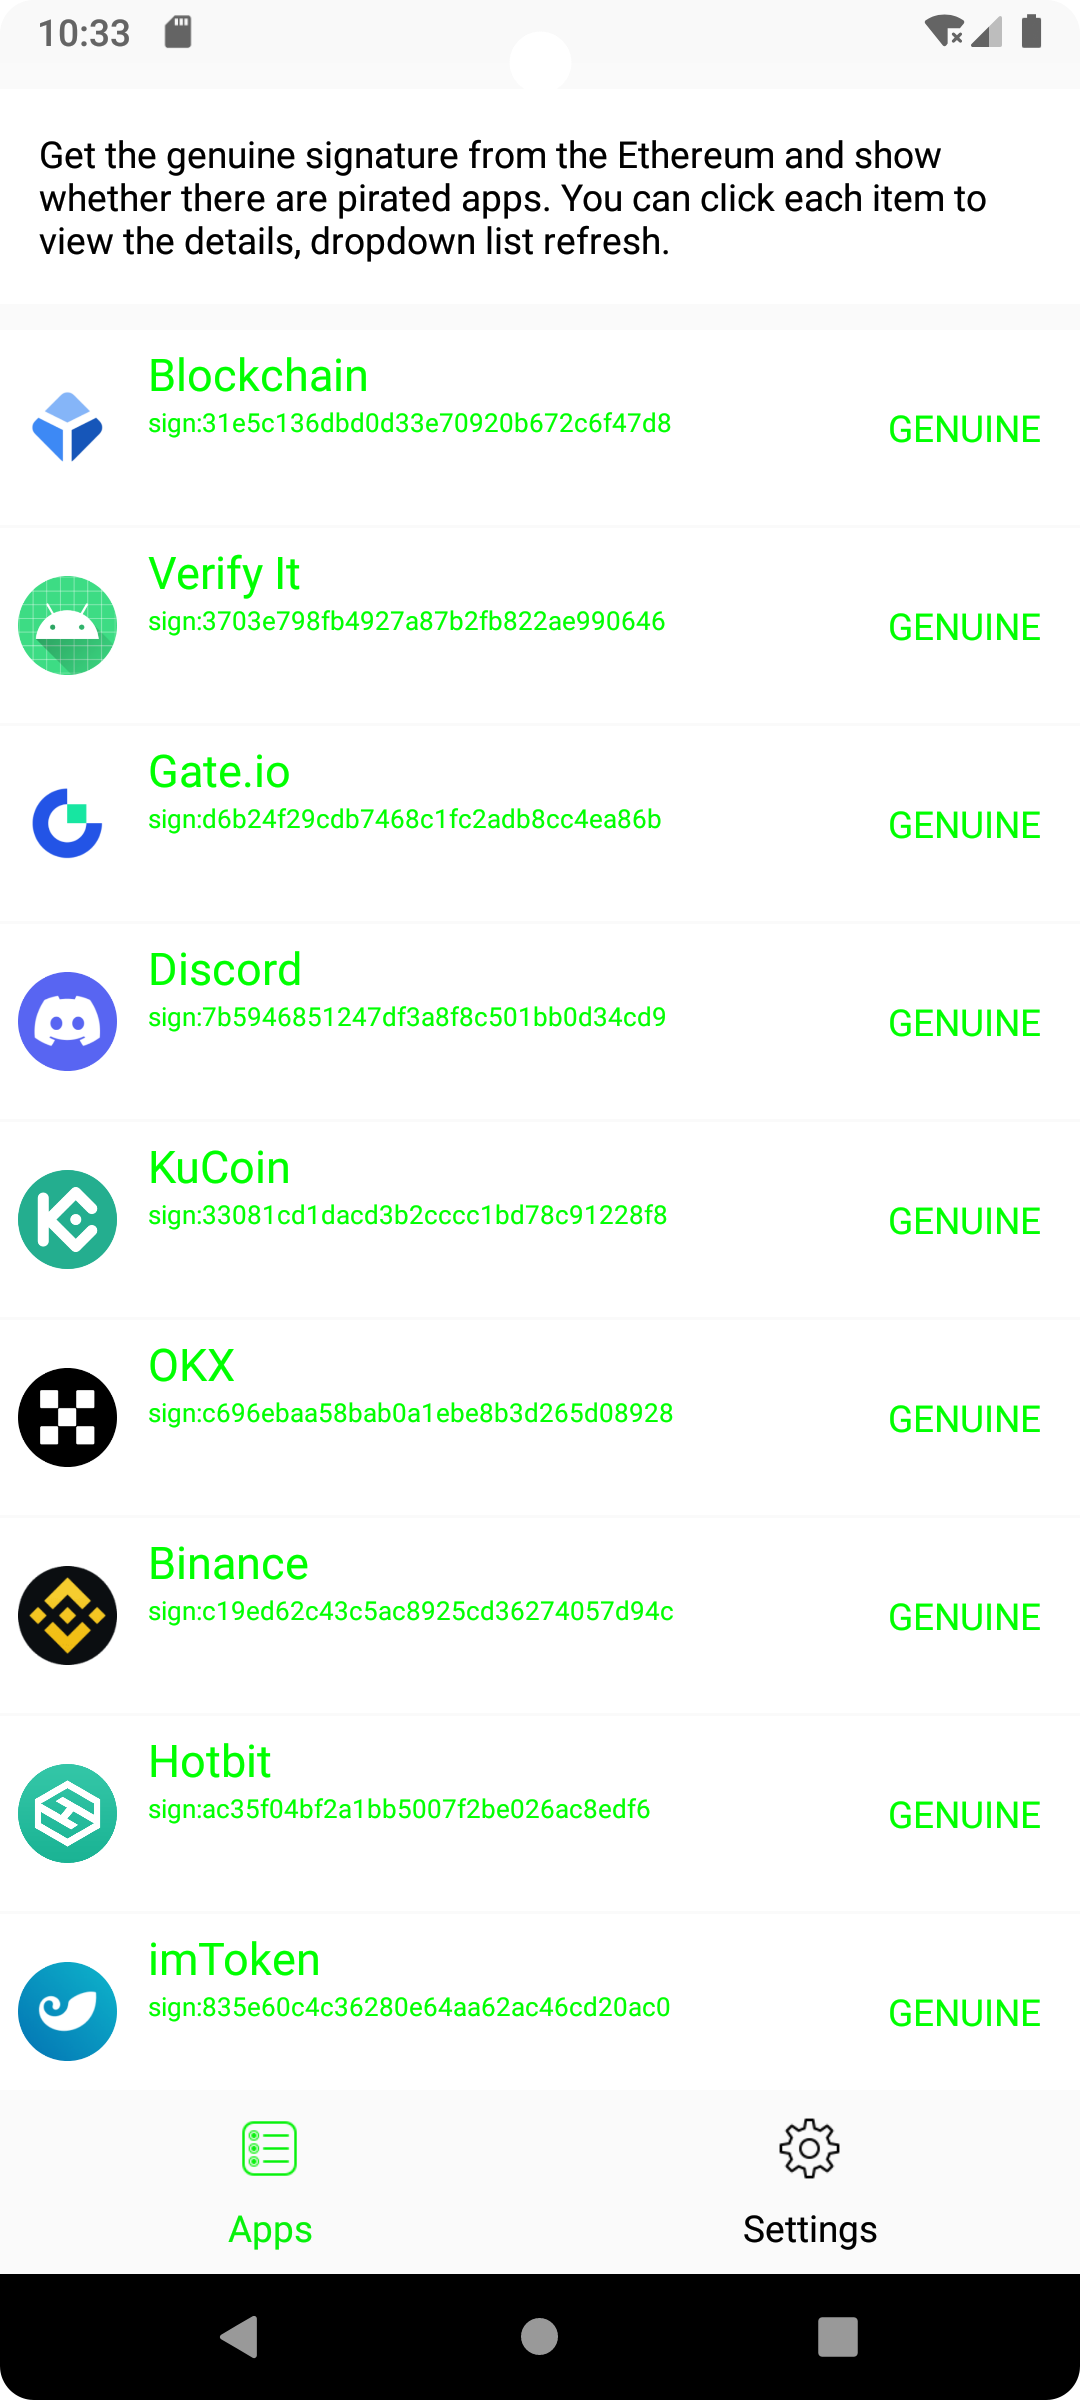 10:33
Get the genuine signature from the Ethereum and show
whether there are pirated apps. You can click each item to
view the details, dropdown list refresh.
Blockchain
sign:31e5c136dbd0d33e70920b672c6f47d8
GENUINE
Verify It
sign:3703e798fb4927a87b2fb822ae990646
GENUINE
Gate.io
sign:d6b24f29cdb7468c1fc2adb8cc4ea86b
GENUINE
Discord
sign:7b5946851247df3a8f8c501bb0d34cd9
GENUINE
KuCoin
sign:33081cd1dacd3b2cccc1bd78c91228f8
GENUINE
OKX
sign:c696ebaa58bab0a1ebe8b3d265d08928
GENUINE
Binance
sign:c19ed62c43c5ac8925cd36274057d94c
GENUINE
Hotbit
sign:ac35f04bf2a1bb5007f2be026ac8edf6
GENUINE
imToken
sign:835e60c4c36280e64aa62ac46cd20ac0
GENUINE
Apps
Settings